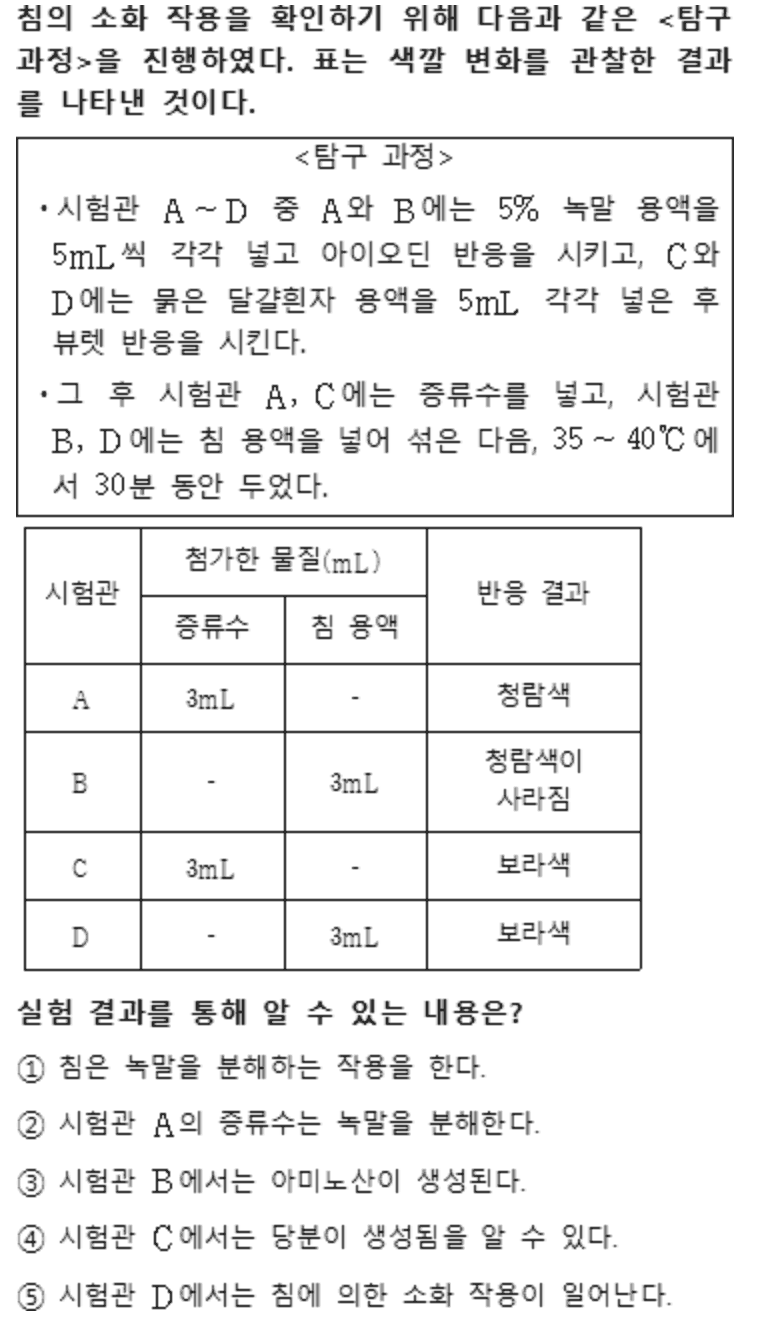 침의 소화 작용을 확인하기 위해 다음과 같은 <탐구
과정>을 진행하였다. 표는 색깔 변화를 관찰한 결과
를 나타낸 것이다.
<탐구 과정>
・시험관 A ~ D 중 A와 B에는 5% 녹말 용액을
5mL씩 각각 넣고 아이오딘 반응을 시키고, C와
D에는 묽은 달걀흰자 용액을 5mL 각각 넣은 후
뷰렛 반응을 시킨다.
・그 후 시험관 A, C에는 증류수를 넣고, 시험관
B, D에는 침 용액을 넣어 섞은 다음, 35 ~ 40℃에
서 30분 동안 두었다.
시험관 첨가한 물질(mL) 반응 결과
증류수 침 용액
A 3mL - 청람색
B - 3mL 청람색이
사라짐
C 3mL - 보라색
D - 3mL 보라색
실험 결과를 통해 알 수 있는 내용은?
① 침은 녹말을 분해하는 작용을 한다.
② 시험관 A의 증류수는 녹말을 분해한다.
③ 시험관 B에서는 아미노산이 생성된다.
④ 시험관 C에서는 당분이 생성됨을 알 수 있다.
⑤ 시험관 D에서는 침에 의한 소화 작용이 일어난다.